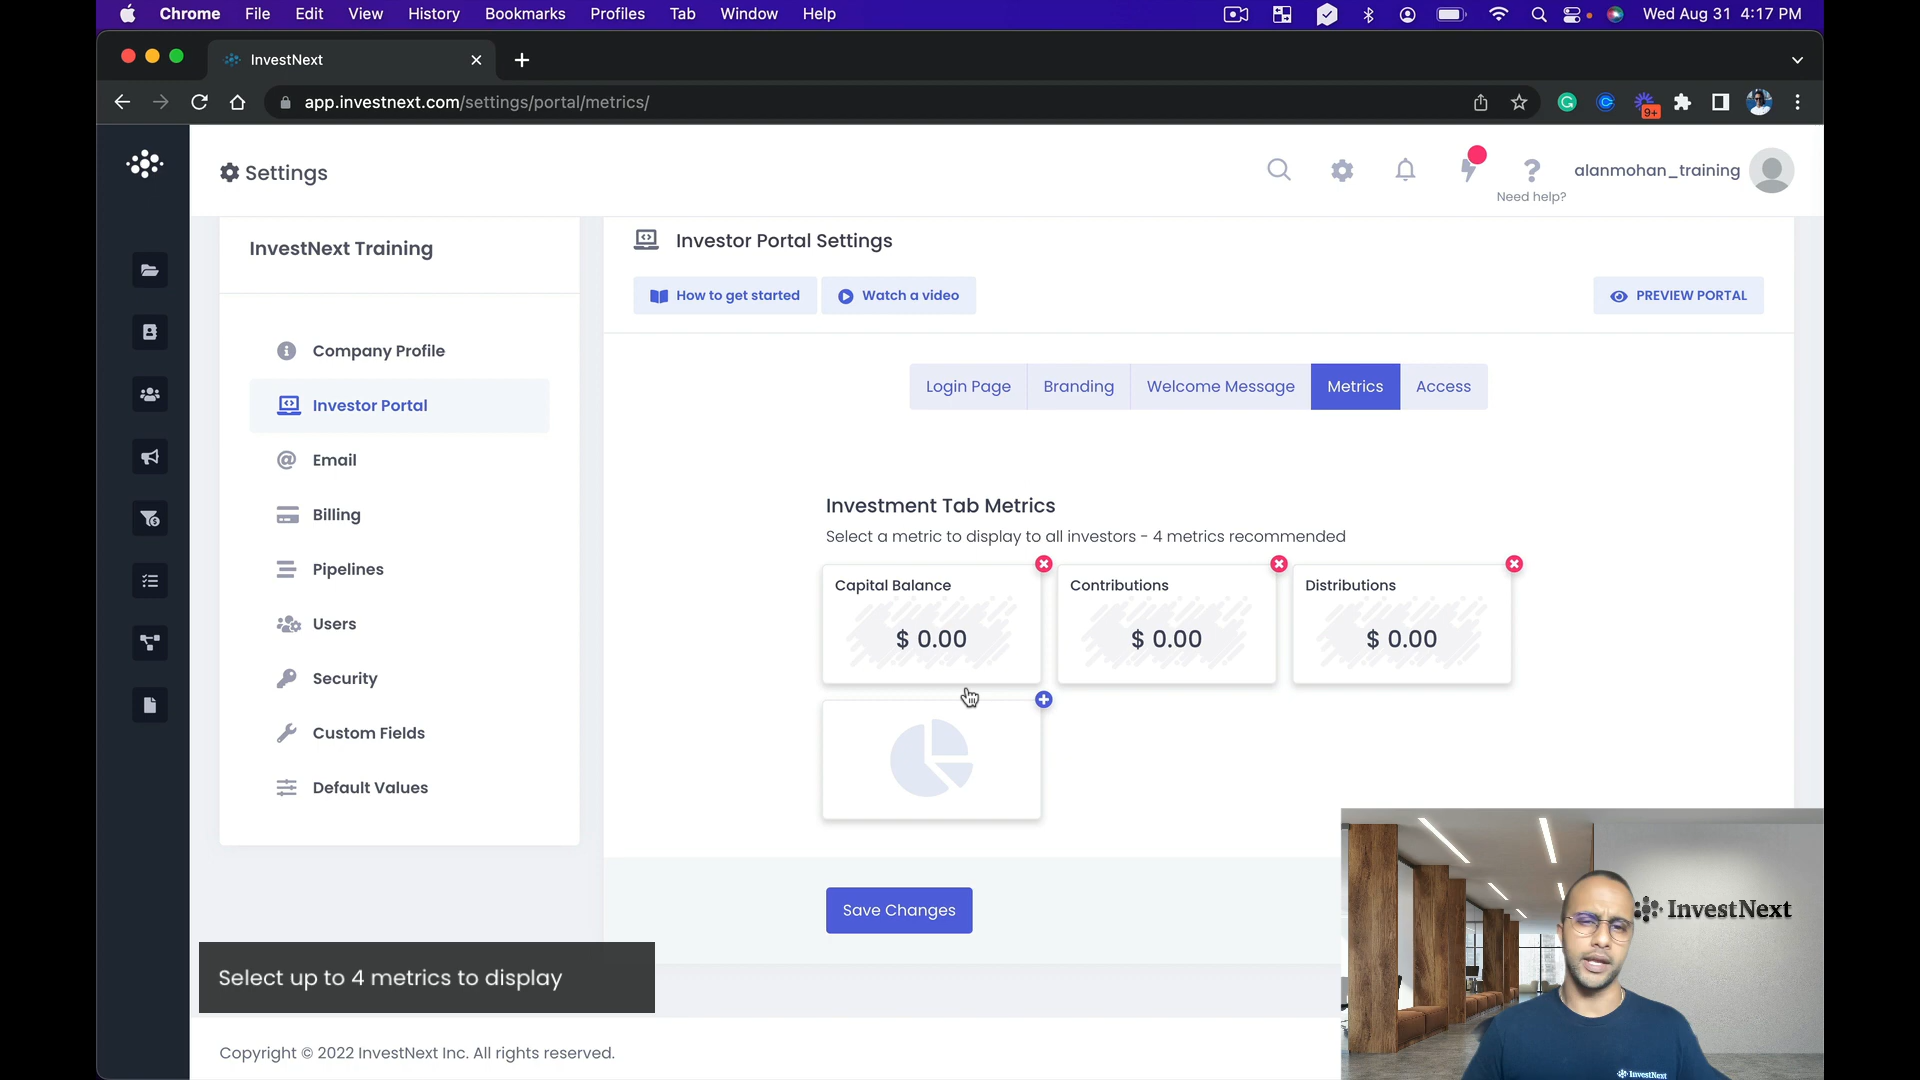 Chrome File Edit View History Bookmarks Profiles Tab Window Help
Wed Aug 31 4:17 PM
InvestNext
app.investnext.com/settings/portal/metrics/
9+
Settings
Need help?
alanmohan_training
InvestNext Training
Company Profile
Investor Portal
Email
Billing
Pipelines
Users
Security
Custom Fields
Default Values
Investor Portal Settings
How to get started
Watch a video
PREVIEW PORTAL
Login Page
Branding
Welcome Message
Metrics
Access
Investment Tab Metrics
Select a metric to display to all investors - 4 metrics recommended
Capital Balance
$ 0.00
Contributions
$ 0.00
Distributions
$ 0.00
Save Changes
Select up to 4 metrics to display
InvestNext
InvestNext
Copyright © 2022 InvestNext Inc. All rights reserved.